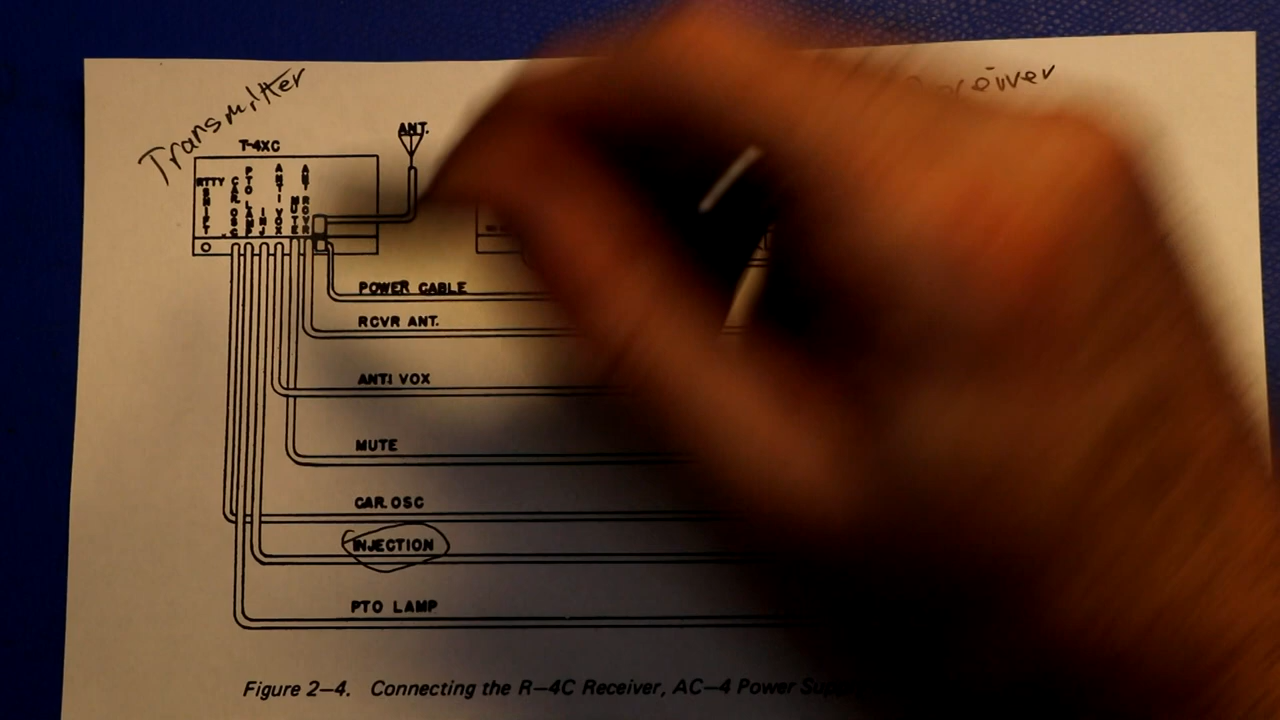 Transmitter
ANT.
T-4XC
RTTY SHIFT
CAR. OSC
PTO LAMP
INJ
ANTI VOX
MUTE
ANT RCVR
POWER CABLE
RCVR ANT.
ANTI VOX
MUTE
CAR. OSC
INJECTION
PTO LAMP
Figure 2–4. Connecting the R–4C Receiver, AC–4 Power